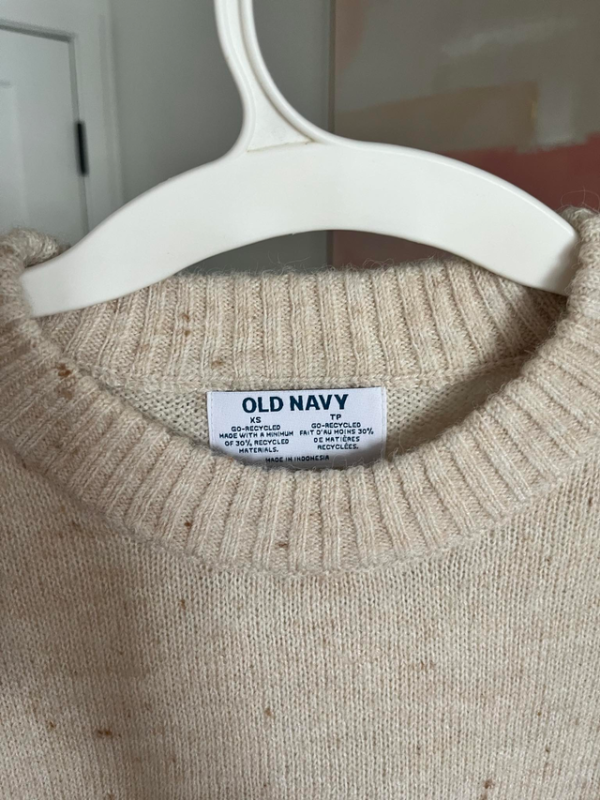 OLD NAVY
XS TP
GO-RECYCLED GO-RECYCLED
MADE WITH A MINIMUM FAIT D'AU MOINS 30%
OF 30% RECYCLED DE MATIÈRES
MATERIALS. RECYCLÉES.
MADE IN INDONESIA